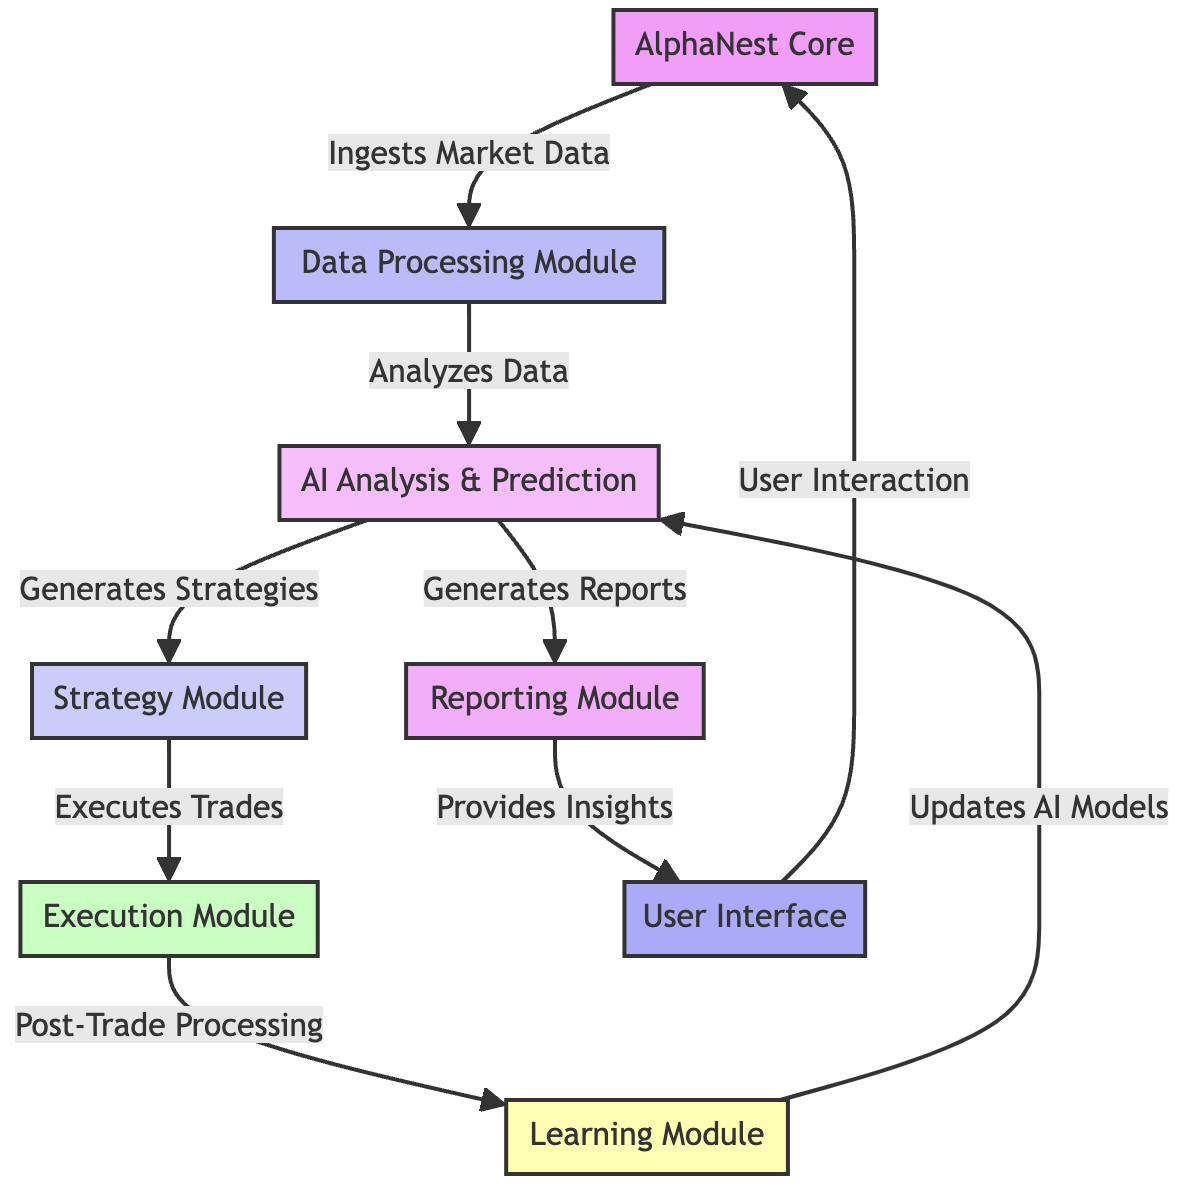 AlphaNest Core
Ingests Market Data
Data Processing Module
Analyzes Data
AI Analysis & Prediction
User Interaction
Generates Strategies
Generates Reports
Strategy Module
Reporting Module
Executes Trades
Provides Insights
Updates AI Models
Execution Module
User Interface
Post-Trade Processing
Learning Module